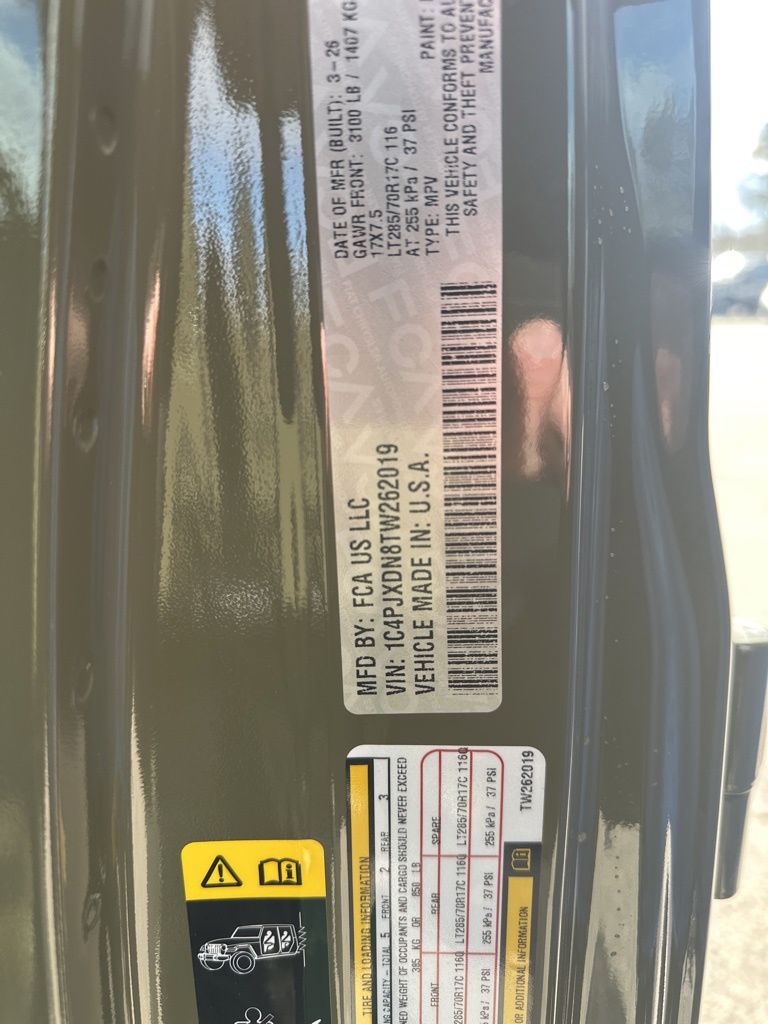 MFD BY: FCA US LLC
VIN: 1C4PJXDN8TW262019
VEHICLE MADE IN: U.S.A.
DATE OF MFR (BUILT): 3-26
GAWR FRONT: 3100 LB / 1407 KG
17X7.5
LT285/70R17C 116
AT 255 kPa / 37 PSI
TYPE: MPV PAINT:
THIS VEHICLE CONFORMS TO
SAFETY AND THEFT PREVENT
MANUFAC
TIRE AND LOADING INFORMATION
CAPACITY – TOTAL 5 FRONT 2 REAR 3
WEIGHT OF OCCUPANTS AND CARGO SHOULD NEVER EXCEED
385 KG OR 850 LB
FRONT REAR SPARE
285/70R17C 116Q LT285/70R17C 116Q LT285/70R17C 116Q
255 kPa / 37 PSI 255 kPa / 37 PSI 255 kPa / 37 PSI
OR ADDITIONAL INFORMATION
TW262019